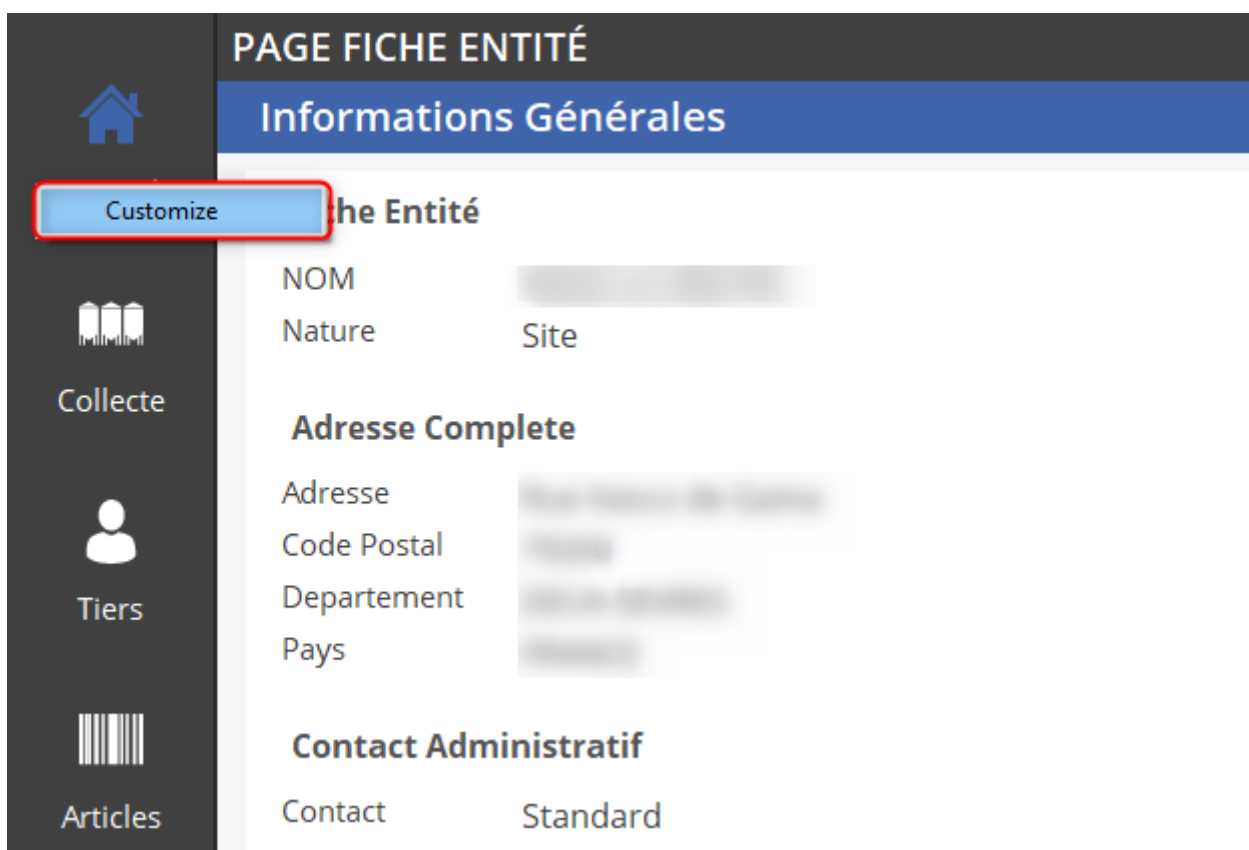 PAGE FICHE ENTITÉ
Informations Générales
Customize
he Entité
NOM
Nature Site
Collecte
Adresse Complete
Adresse
Code Postal
Departement
Tiers
Pays
Contact Administratif
Articles
Contact Standard